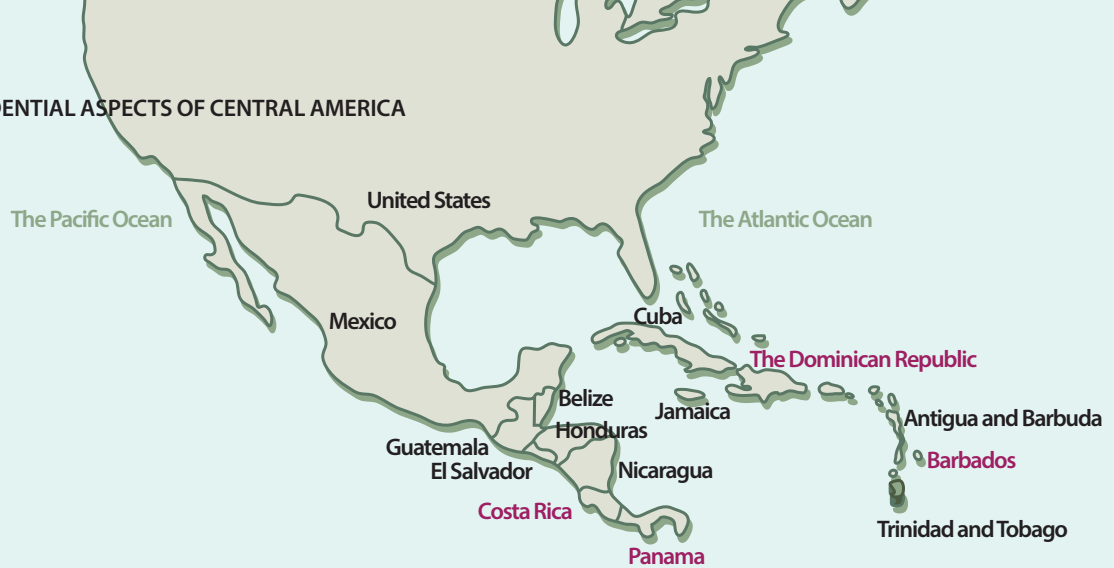 ASPECTS OF CENTRAL AMERICA
United States
The Pacific Ocean
The Atlantic Ocean
Cuba
Mexico
The Dominican Republic
Belize
Jamaica
Antigua and Barbuda
Honduras
Guatemala
Barbados
El Salvador
Nicaragua
Costa Rica
Trinidad and Tobago
Panama